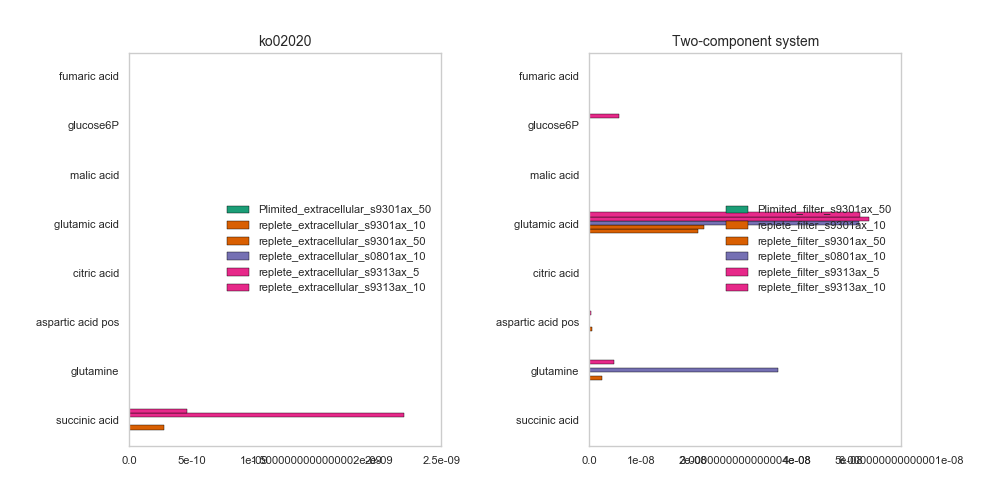 ko02020
fumaric acid
glucose6P
malic acid
glutamic acid
citric acid
aspartic acid pos
glutamine
succinic acid
Plimited_extracellular_s9301ax_50
replete_extracellular_s9301ax_10
replete_extracellular_s9301ax_50
replete_extracellular_s0801ax_10
replete_extracellular_s9313ax_5
replete_extracellular_s9313ax_10
0.0 5e-10 2e-09 2.5e-09
Two-component system
fumaric acid
glucose6P
malic acid
glutamic acid
citric acid
aspartic acid pos
glutamine
succinic acid
Plimited_filter_s9301ax_50
replete_filter_s9301ax_10
replete_filter_s9301ax_50
replete_filter_s0801ax_10
replete_filter_s9313ax_5
replete_filter_s9313ax_10
0.0 1e-08 2e-08 4e-08